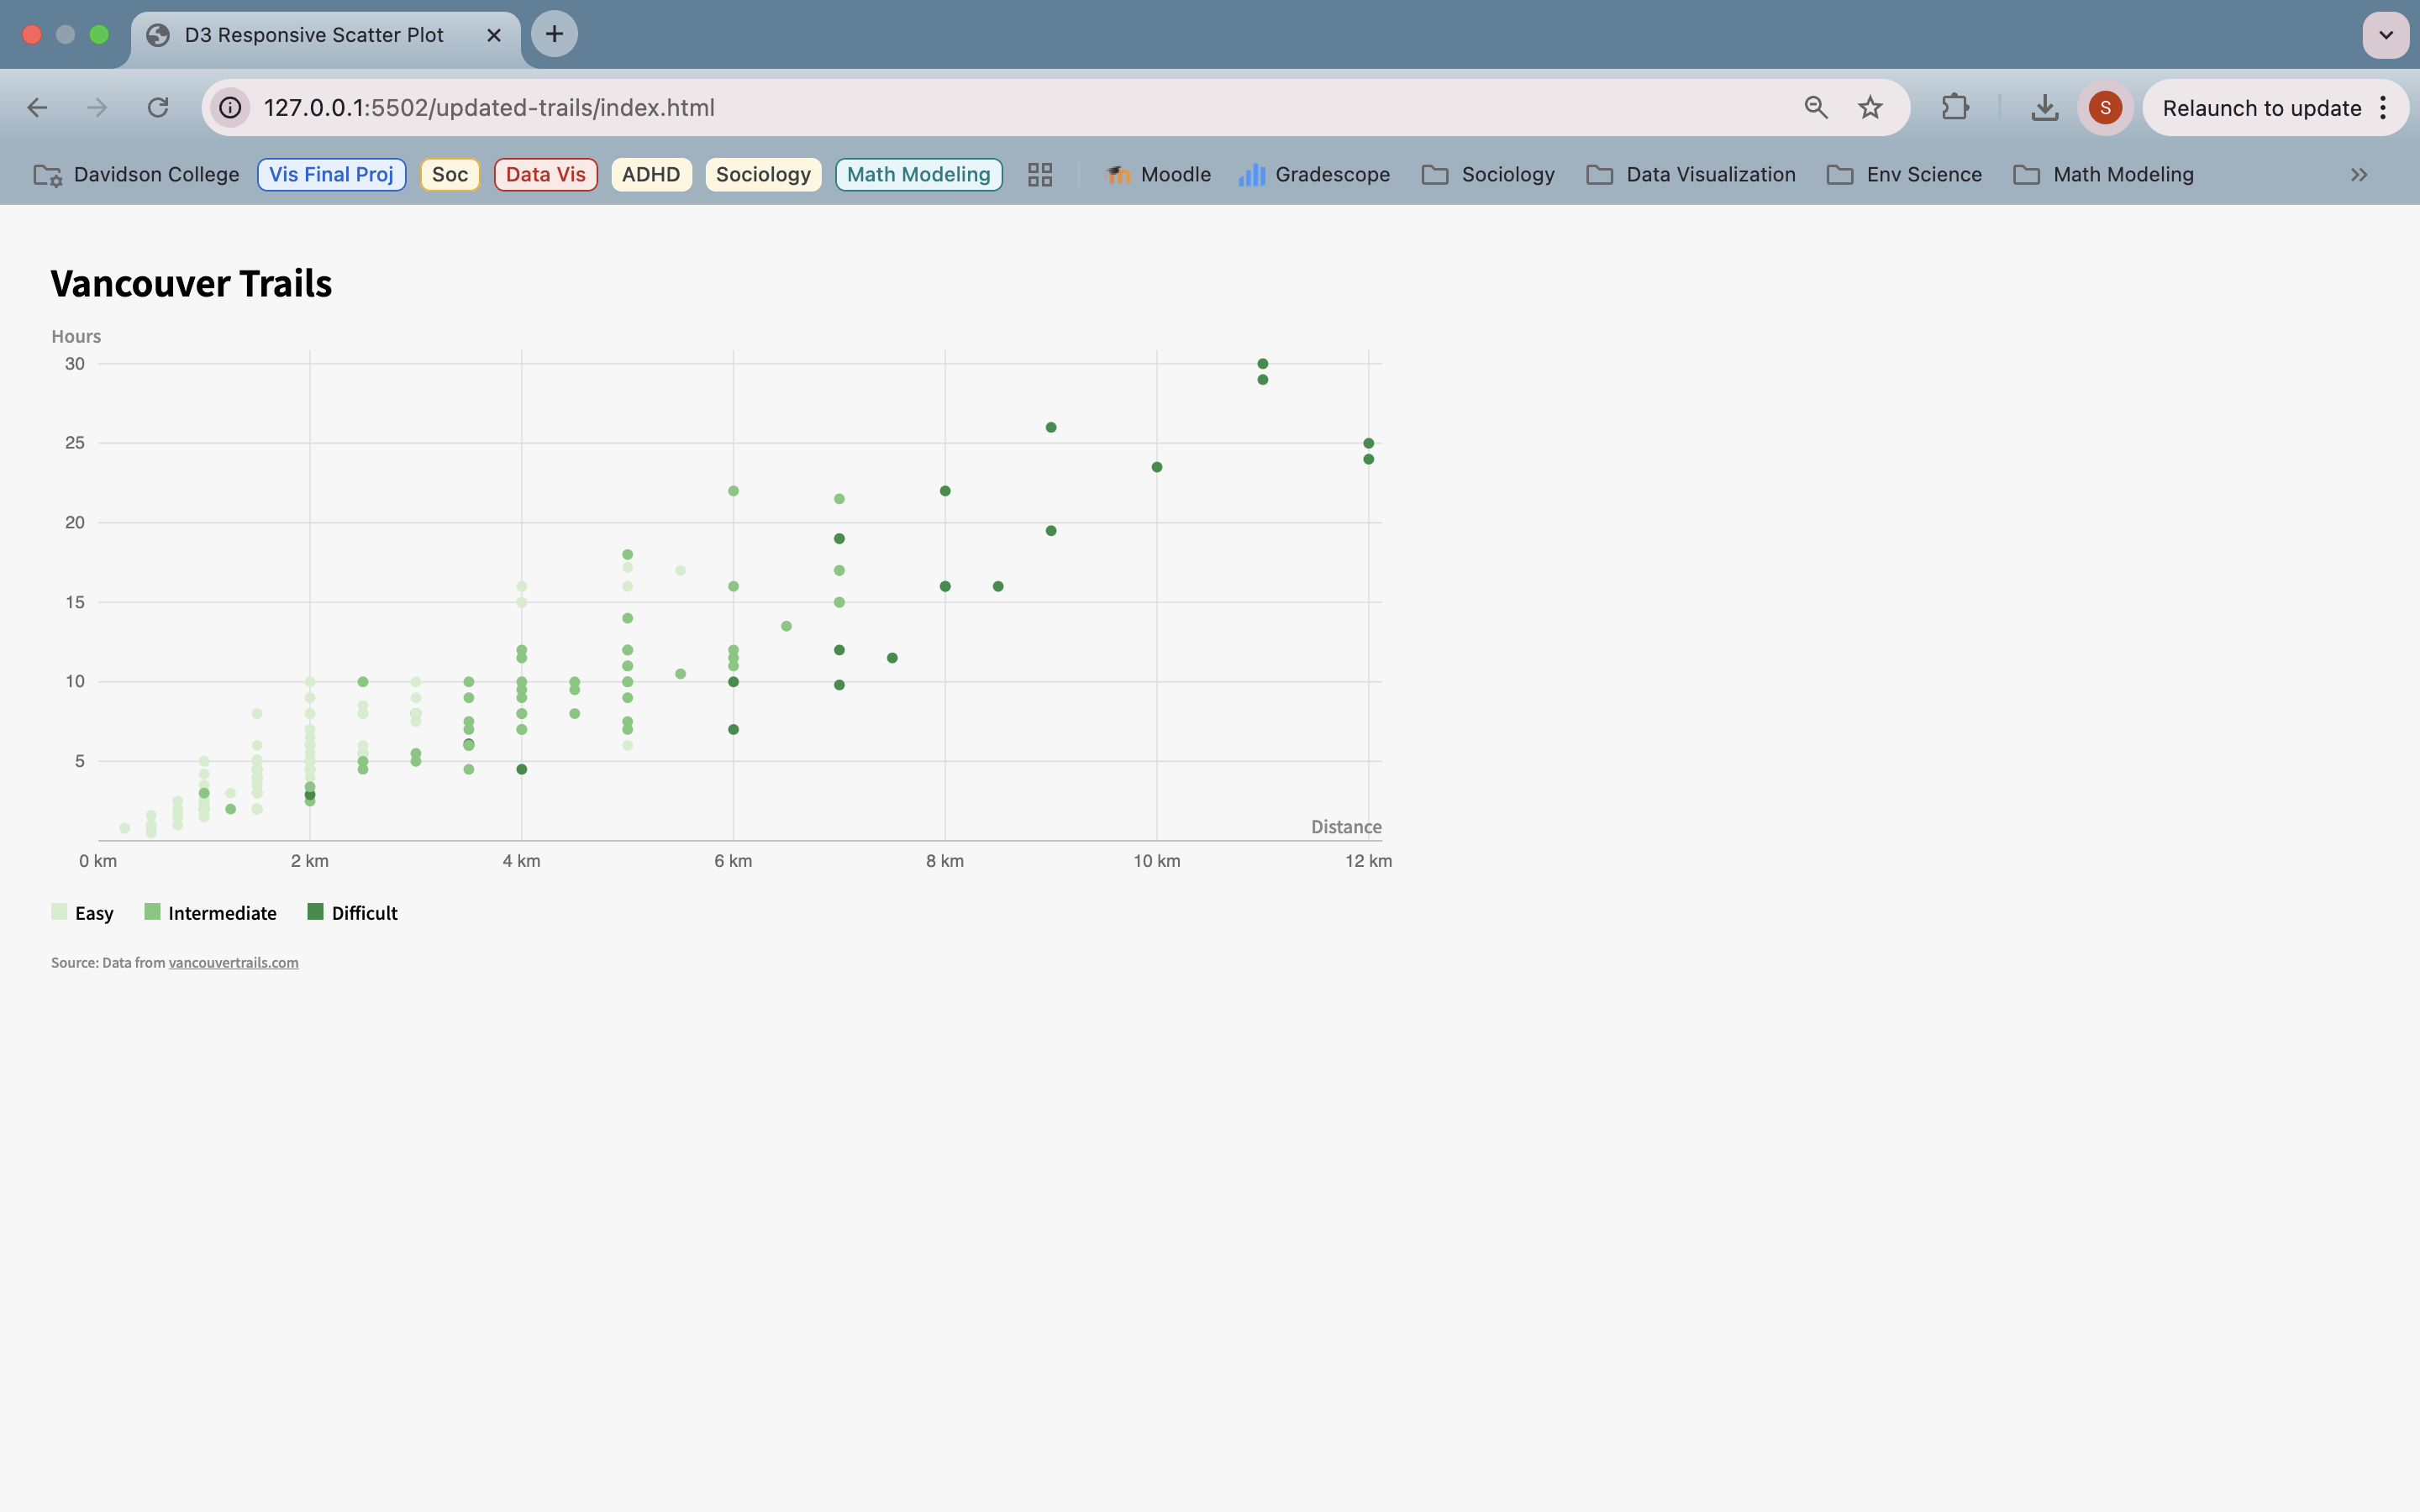 D3 Responsive Scatter Plot
127.0.0.1:5502/updated-trails/index.html
S
Relaunch to update
Davidson College Vis Final Proj Soc Data Vis ADHD Sociology Math Modeling Moodle Gradescope Sociology Data Visualization Env Science Math Modeling
Vancouver Trails
Hours
30
25
20
15
10
5
Distance
0 km 2 km 4 km 6 km 8 km 10 km 12 km
Easy Intermediate Difficult
Source: Data from vancouvertrails.com